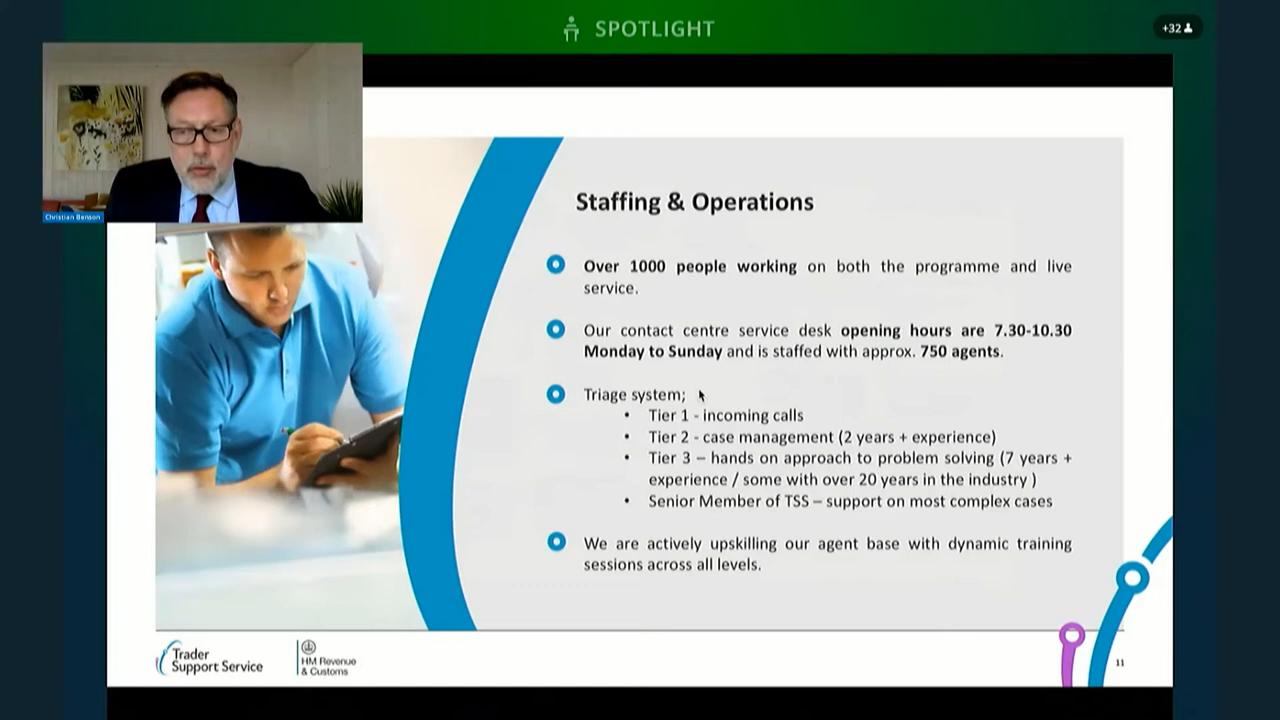 SPOTLIGHT
+32
Christian Benson
Staffing & Operations
Over 1000 people working on both the programme and live
service.
Our contact centre service desk opening hours are 7.30-10.30
Monday to Sunday and is staffed with approx. 750 agents.
Triage system;
• Tier 1 - incoming calls
• Tier 2 - case management (2 years + experience)
• Tier 3 – hands on approach to problem solving (7 years +
experience / some with over 20 years in the industry )
• Senior Member of TSS – support on most complex cases
We are actively upskilling our agent base with dynamic training
sessions across all levels.
Trader
Support Service
HM Revenue
& Customs
11